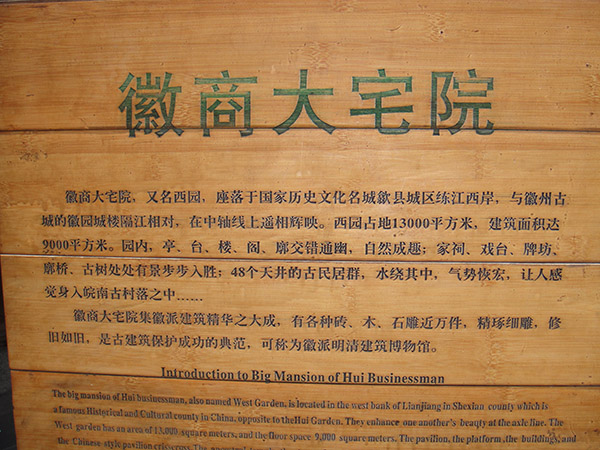 徽商大宅院
徽商大宅院，又名西园，座落于国家历史文化名城歙县城区练江西岸，与徽州古
城的徽园城楼隔江相对，在中轴线上遥相辉映。西园占地13000平方米，建筑面积达
9000平方米。园内，亭、台、楼、阁、廓交错通幽，自然成趣；家祠、戏台、牌坊、
廓桥、古树处处有景步步入胜；48个天井的古民居群，水绕其中，气势恢宏，让人感
觉身入皖南古村落之中……
徽商大宅院集徽派建筑精华之大成，有各种砖、木、石雕近万件，精琢细雕，修
旧如旧，是古建筑保护成功的典范，可称为徽派明清建筑博物馆。
Introduction to Big Mansion of Hui Businessman
The big mansion of Hui businessman, also named West Garden, is located in the west bank of Lianjiang in Shexian county which is
a famous Historical and Cultural county in China, opposite to the Hui Garden. They enhance one another's beaqty at the axle line. The
West garden has an area of 13,000 square meters, and the floor space 9,000 square meters. The pavilion, the platform, the buildings, and
the Chinese style pavilion crisscross